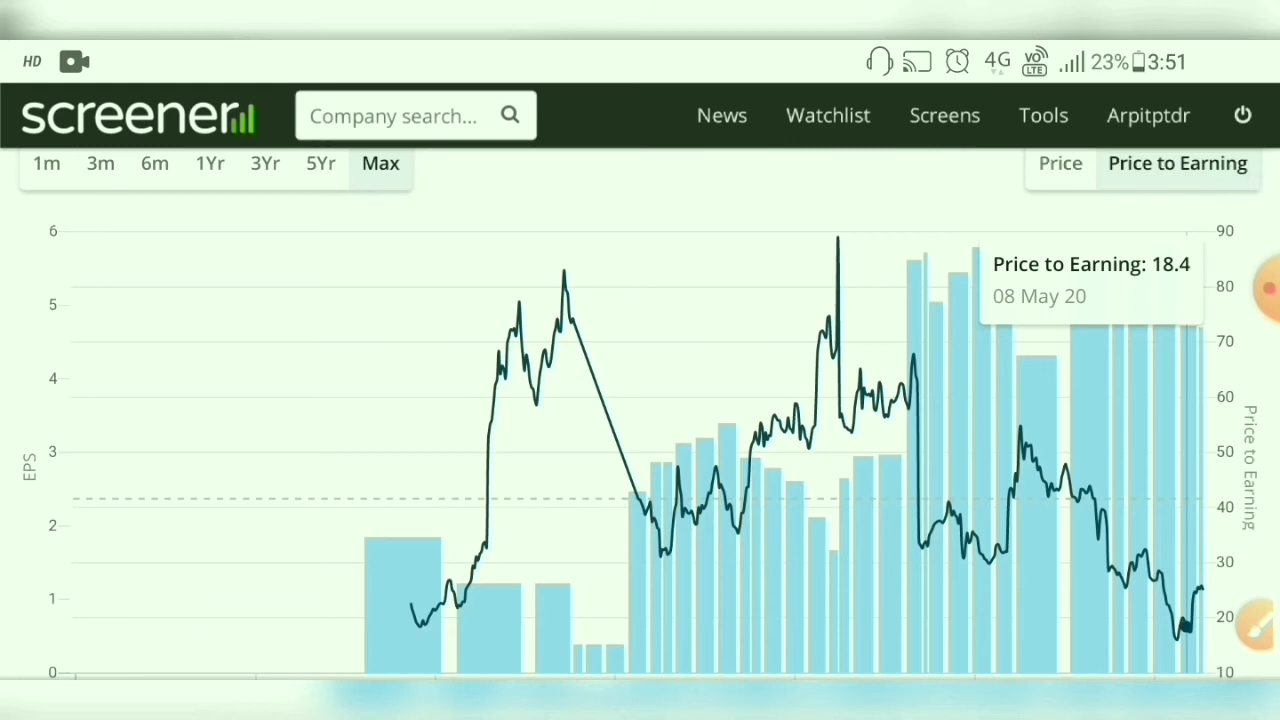 HD 4G VO LTE 23% 3:51
screener Company search... News Watchlist Screens Tools Arpitptdr
1m 3m 6m 1Yr 3Yr 5Yr Max Price Price to Earning
6 90
Price to Earning: 18.4
08 May 20
5 80
70
4
60
3 50
EPS
Price to Earning
40
2
30
1
20
0 10